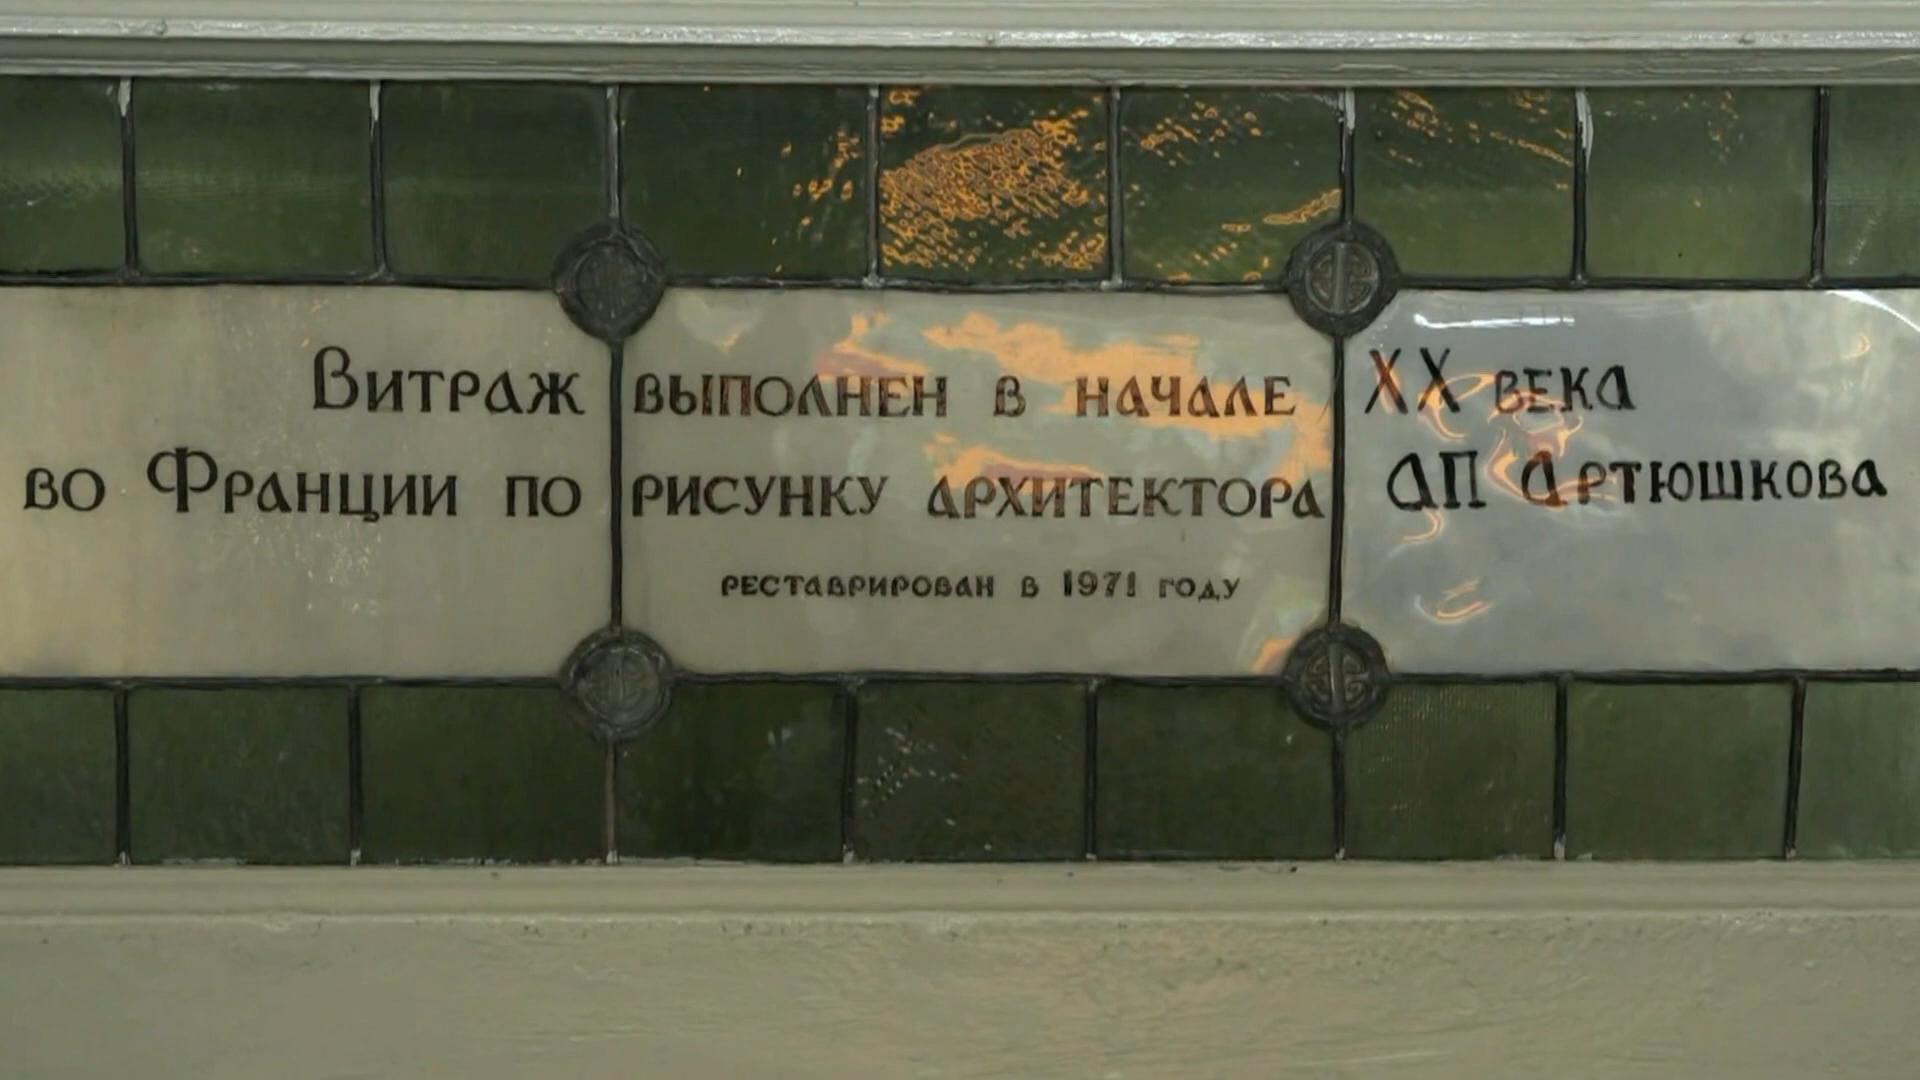 Витраж выполнен в начале XX века
во Франции по рисунку архитектора АП Артюшкова
реставрирован в 1971 году